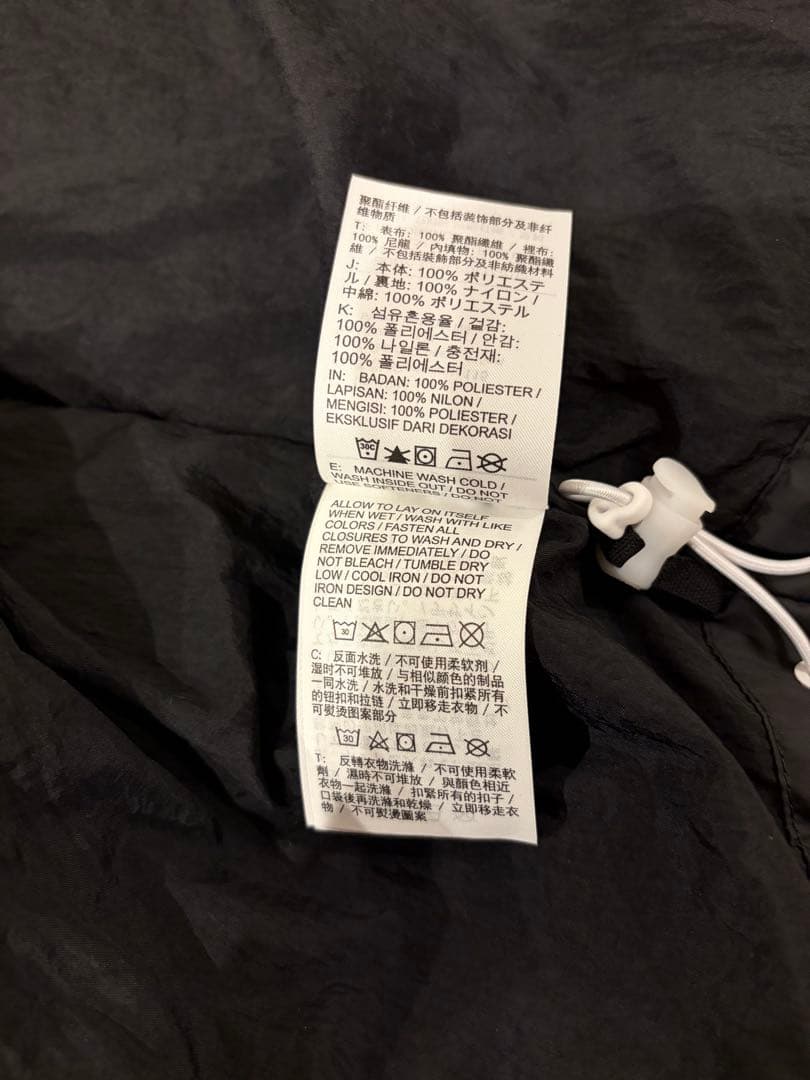 聚酯纤维 / 不包括装饰部分及非纤
维物质
T: 表布: 100% 聚酯纖維 / 裡布:
100% 尼龍 / 內填物: 100% 聚酯纖
維 / 不包括裝飾部分及非紡織材料
J: 本体: 100% ポリエステ
ル / 裏地: 100% ナイロン /
中綿: 100% ポリエステル
K: 섬유혼용율 / 겉감:
100% 폴리에스터 / 안감:
100% 나일론 / 충전재:
100% 폴리에스터
IN: BADAN: 100% POLIESTER /
LAPISAN: 100% NILON /
MENGISI: 100% POLIESTER /
EKSKLUSIF DARI DEKORASI
30C
E: MACHINE WASH COLD /
WASH INSIDE OUT / DO NOT
USE SOFTENERS / DO NOT
ALLOW TO LAY ON ITSELF
WHEN WET / WASH WITH LIKE
COLORS / FASTEN ALL
CLOSURES TO WASH AND DRY /
REMOVE IMMEDIATELY / DO
NOT BLEACH / TUMBLE DRY
LOW / COOL IRON / DO NOT
IRON DESIGN / DO NOT DRY
CLEAN
30
C: 反面水洗 / 不可使用柔软剂 /
湿时不可堆放 / 与相似颜色的制品
一同水洗 / 水洗和干燥前扣紧所有
的钮扣和拉链 / 立即移走衣物 / 不
可熨烫图案部分
30
T: 反轉衣物洗滌 / 不可使用柔軟
劑 / 濕時不可堆放 / 與顏色相近
衣物一起洗滌 / 扣緊所有的扣子 /
口袋後再洗滌和乾燥 / 立即移走衣
物 / 不可熨燙圖案